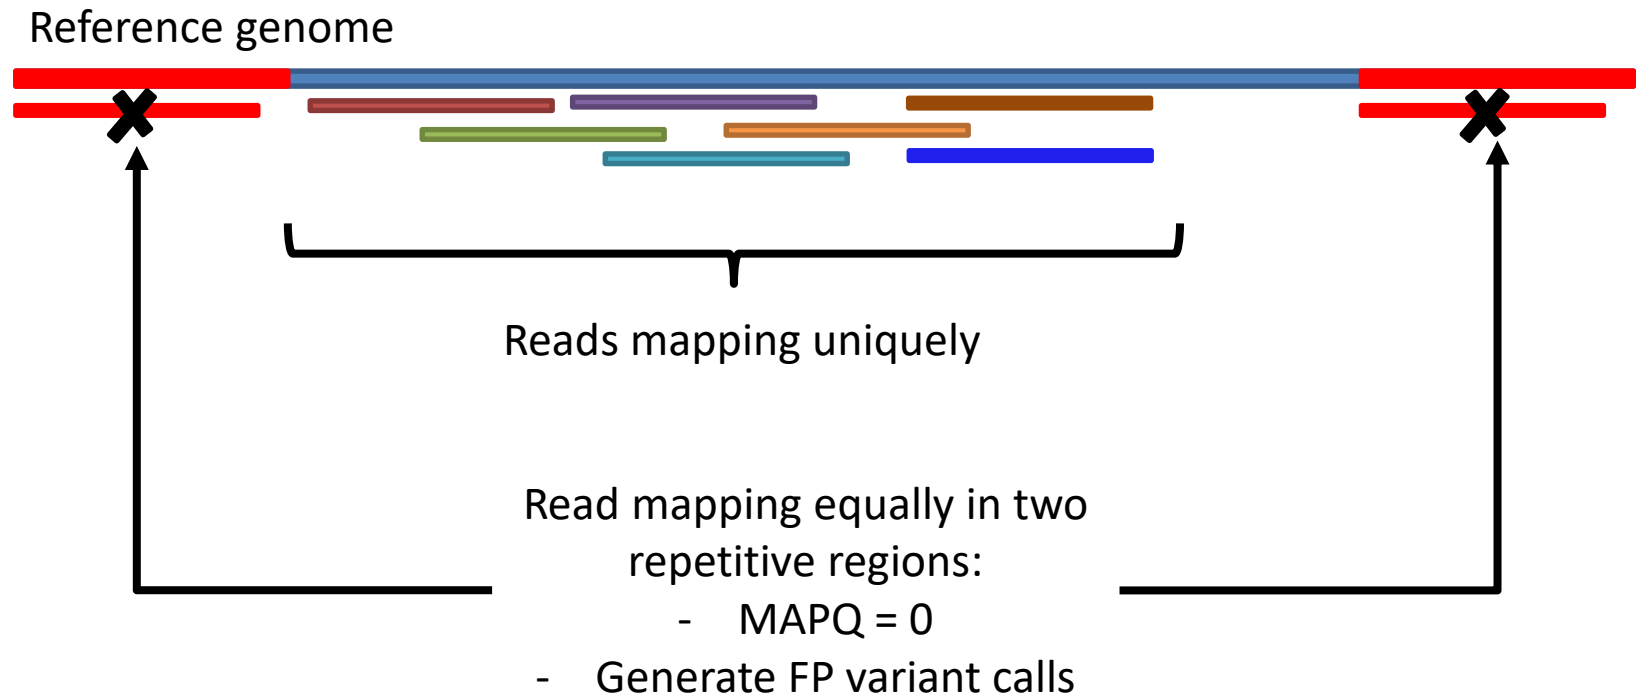 Reference genome
Reads mapping uniquely
Read mapping equally in two
repetitive regions:
- MAPQ = 0
- Generate FP variant calls